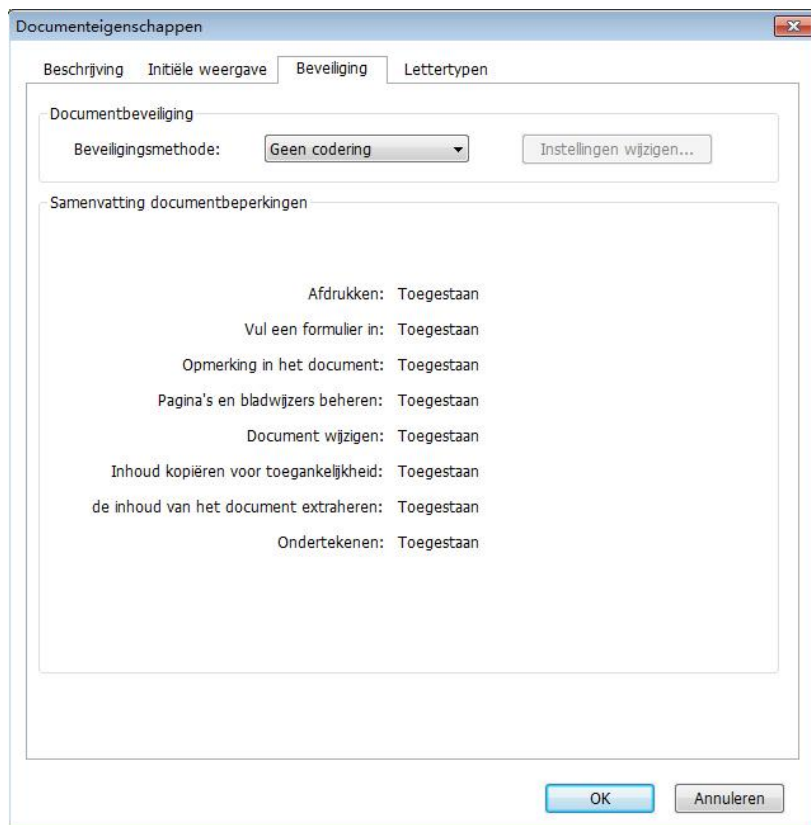 Documenteigenschappen
Beschrijving Initiële weergave Beveiliging Lettertypen
Documentbeveiliging
Beveiligingsmethode: Geen codering Instellingen wijzigen...
Samenvatting documentbeperkingen
Afdrukken: Toegestaan
Vul een formulier in: Toegestaan
Opmerking in het document: Toegestaan
Pagina's en bladwijzers beheren: Toegestaan
Document wijzigen: Toegestaan
Inhoud kopiëren voor toegankelijkheid: Toegestaan
de inhoud van het document extraheren: Toegestaan
Ondertekenen: Toegestaan
OK Annuleren